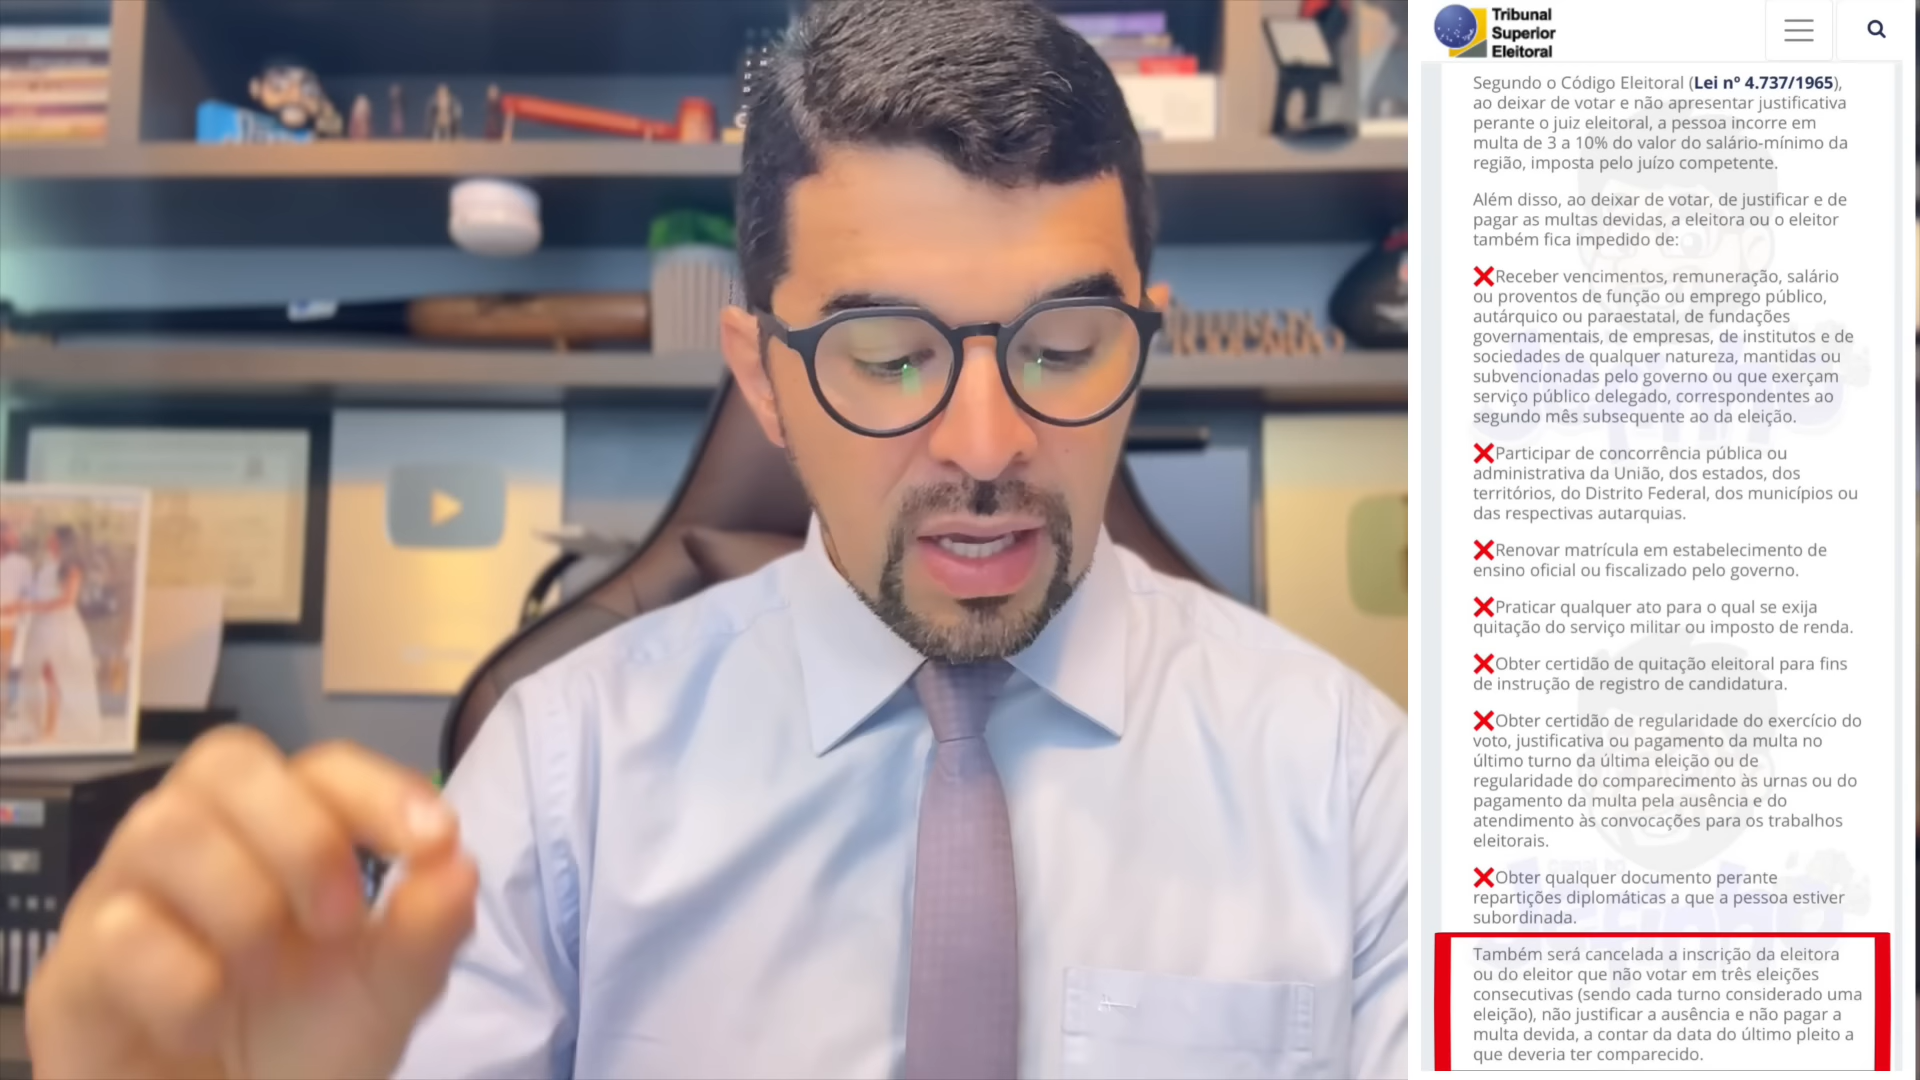 Tribunal
Superior
Eleitoral
Segundo o Código Eleitoral (Lei nº 4.737/1965),
ao deixar de votar e não apresentar justificativa
perante o juiz eleitoral, a pessoa incorre em
multa de 3 a 10% do valor do salário-mínimo da
região, imposta pelo juízo competente.
Além disso, ao deixar de votar, de justificar e de
pagar as multas devidas, a eleitora ou o eleitor
também fica impedido de:
❌Receber vencimentos, remuneração, salário
ou proventos de função ou emprego público,
autárquico ou paraestatal, de fundações
governamentais, de empresas, de institutos e de
sociedades de qualquer natureza, mantidas ou
subvencionadas pelo governo ou que exerçam
serviço público delegado, correspondentes ao
segundo mês subsequente ao da eleição.
❌Participar de concorrência pública ou
administrativa da União, dos estados, dos
territórios, do Distrito Federal, dos municípios ou
das respectivas autarquias.
❌Renovar matrícula em estabelecimento de
ensino oficial ou fiscalizado pelo governo.
❌Praticar qualquer ato para o qual se exija
quitação do serviço militar ou imposto de renda.
❌Obter certidão de quitação eleitoral para fins
de instrução de registro de candidatura.
❌Obter certidão de regularidade do exercício do
voto, justificativa ou pagamento da multa no
último turno da última eleição ou de
regularidade do comparecimento às urnas ou do
pagamento da multa pela ausência e do
atendimento às convocações para os trabalhos
eleitorais.
❌Obter qualquer documento perante
repartições diplomáticas a que a pessoa estiver
subordinada.
Também será cancelada a inscrição da eleitora
ou do eleitor que não votar em três eleições
consecutivas (sendo cada turno considerado uma
eleição), não justificar a ausência e não pagar a
multa devida, a contar da data do último pleito a
que deveria ter comparecido.